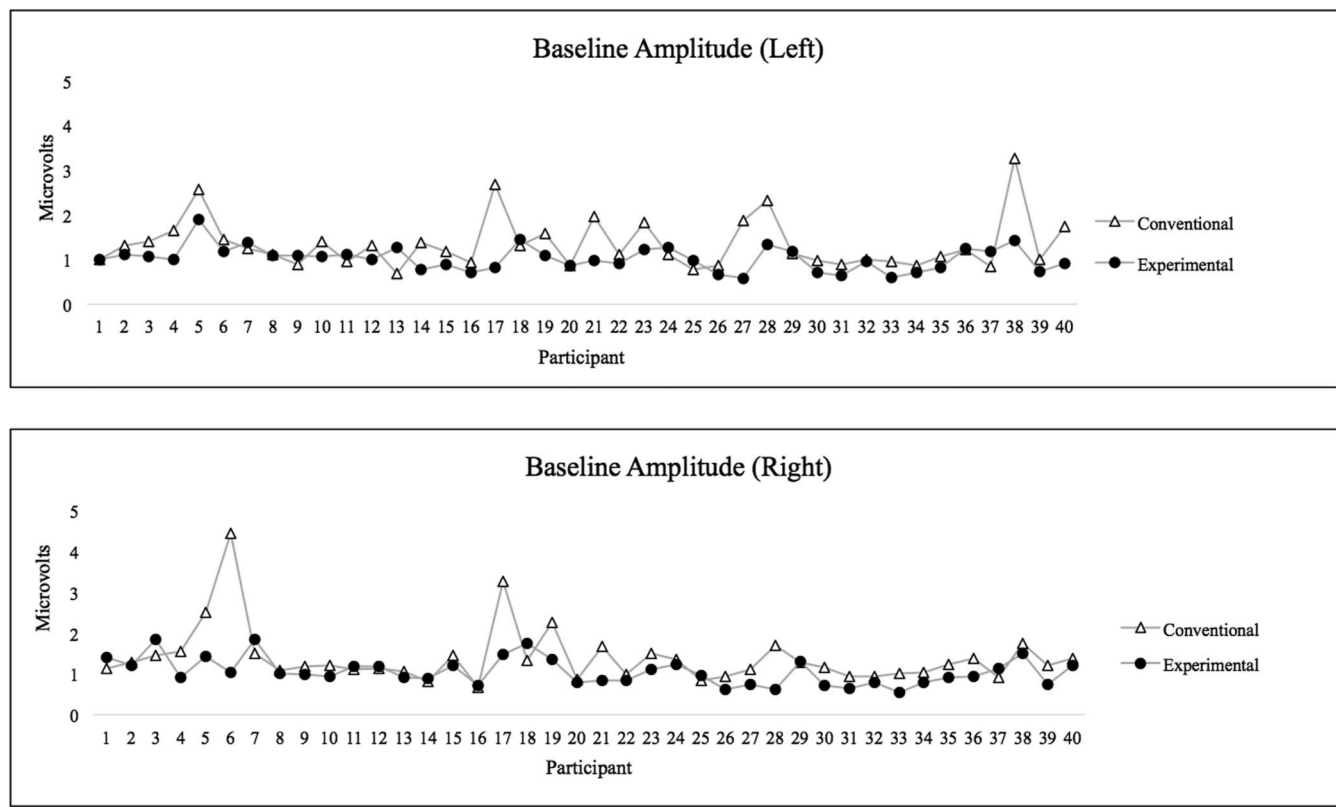 Baseline Amplitude (Left)
5
4
3
2
1
0
Microvolts
1 2 3 4 5 6 7 8 9 10 11 12 13 14 15 16 17 18 19 20 21 22 23 24 25 26 27 28 29 30 31 32 33 34 35 36 37 38 39 40
Participant
Conventional
Experimental
Baseline Amplitude (Right)
5
4
3
2
1
0
Microvolts
1 2 3 4 5 6 7 8 9 10 11 12 13 14 15 16 17 18 19 20 21 22 23 24 25 26 27 28 29 30 31 32 33 34 35 36 37 38 39 40
Participant
Conventional
Experimental